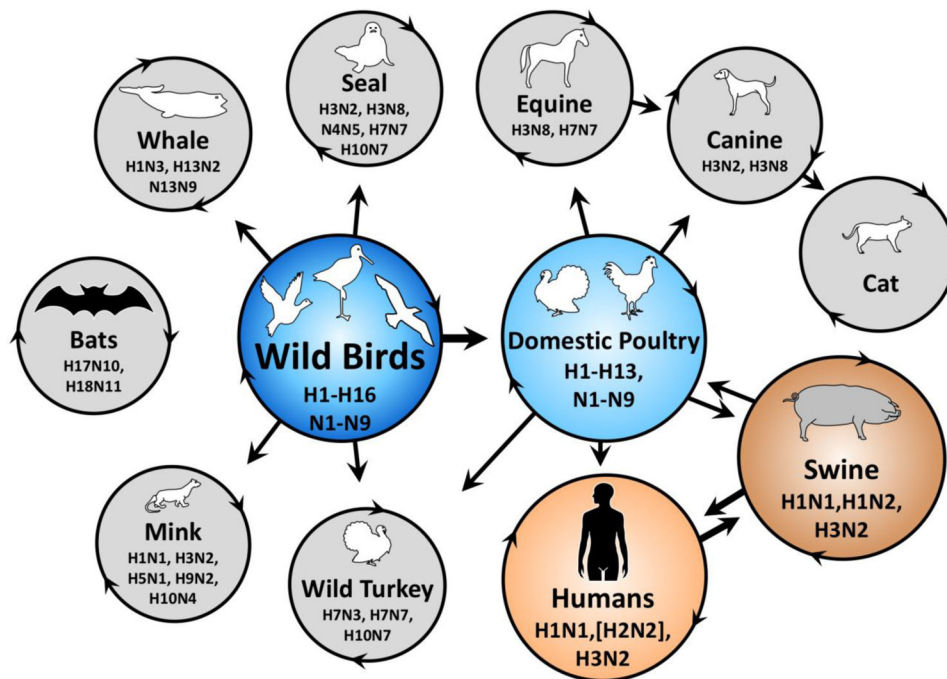 Seal
H3N2, H3N8,
N4N5, H7N7
H10N7
Equine
H3N8, H7N7
Whale
H1N3, H13N2
N13N9
Canine
H3N2, H3N8
Cat
Bats
H17N10,
H18N11
Wild Birds
H1-H16
N1-N9
Domestic Poultry
H1-H13,
N1-N9
Swine
H1N1,H1N2,
H3N2
Mink
H1N1, H3N2,
H5N1, H9N2,
H10N4
Wild Turkey
H7N3, H7N7,
H10N7
Humans
H1N1,[H2N2],
H3N2